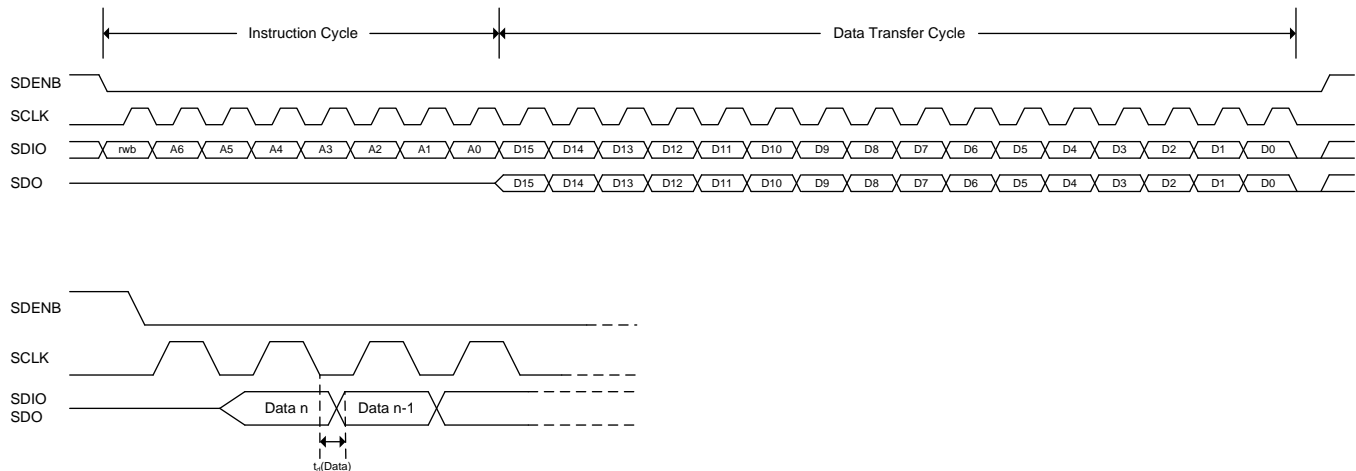 Instruction Cycle Data Transfer Cycle
SDENB
SCLK
SDIO rwb A6 A5 A4 A3 A2 A1 A0 D15 D14 D13 D12 D11 D10 D9 D8 D7 D6 D5 D4 D3 D2 D1 D0
SDO D15 D14 D13 D12 D11 D10 D9 D8 D7 D6 D5 D4 D3 D2 D1 D0
SDENB
SCLK
SDIO
SDO
Data n Data n-1
td(Data)